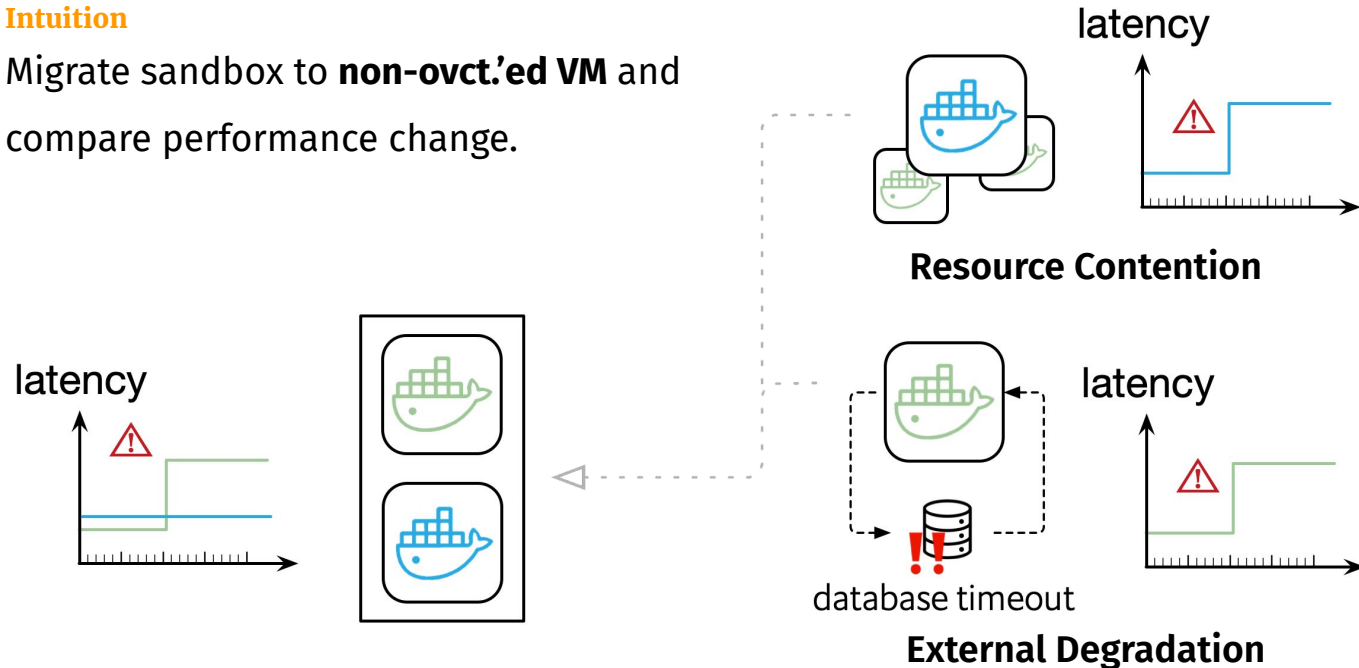 Intuition
Migrate sandbox to non-ovct.'ed VM and
compare performance change.
latency
Resource Contention
latency
latency
database timeout
External Degradation